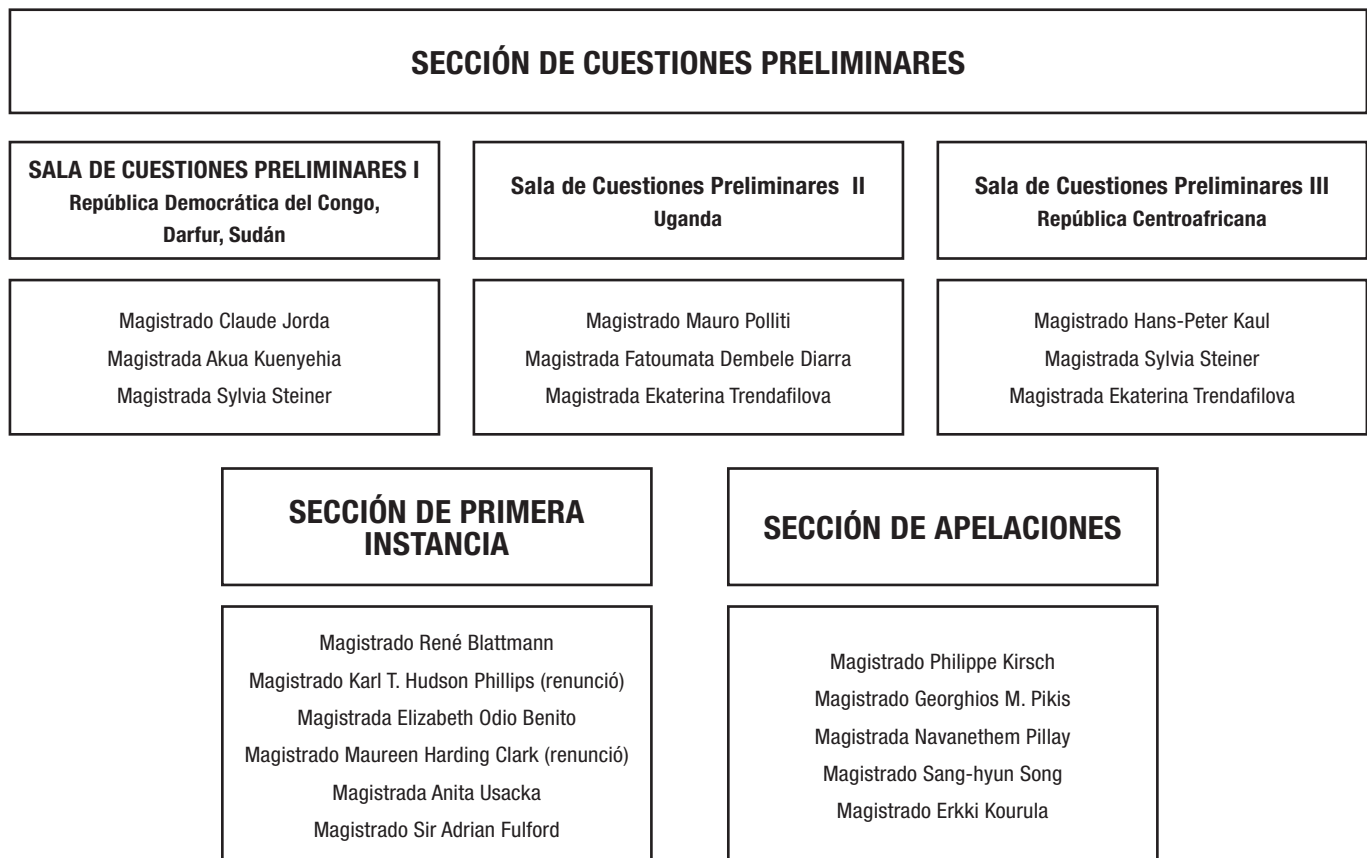 SECCIÓN DE CUESTIONES PRELIMINARES
SALA DE CUESTIONES PRELIMINARES I
República Democrática del Congo,
Darfur, Sudán
Magistrado Claude Jorda
Magistrada Akua Kuenyehia
Magistrada Sylvia Steiner
Sala de Cuestiones Preliminares II
Uganda
Magistrado Mauro Polliti
Magistrada Fatoumata Dembele Diarra
Magistrada Ekaterina Trendafilova
Sala de Cuestiones Preliminares III
República Centroafricana
Magistrado Hans-Peter Kaul
Magistrada Sylvia Steiner
Magistrada Ekaterina Trendafilova
SECCIÓN DE PRIMERA
INSTANCIA
Magistrado René Blattmann
Magistrado Karl T. Hudson Phillips (renunció)
Magistrada Elizabeth Odio Benito
Magistrado Maureen Harding Clark (renunció)
Magistrada Anita Usacka
Magistrado Sir Adrian Fulford
SECCIÓN DE APELACIONES
Magistrado Philippe Kirsch
Magistrado Georghios M. Pikis
Magistrada Navanethem Pillay
Magistrado Sang-hyun Song
Magistrado Erkki Kourula